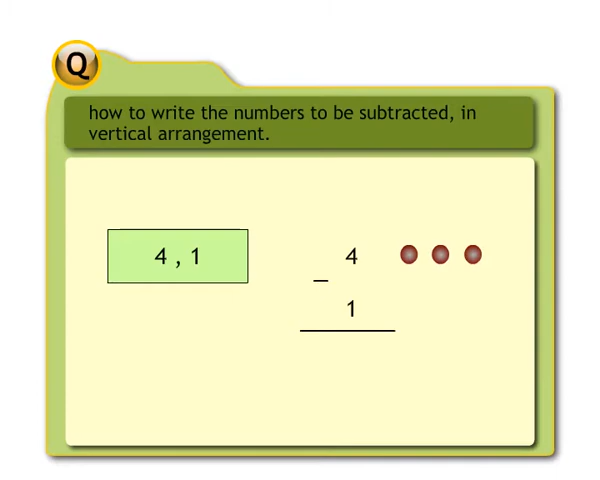 Q
how to write the numbers to be subtracted, in
vertical arrangement.
4 , 1
4
–
1